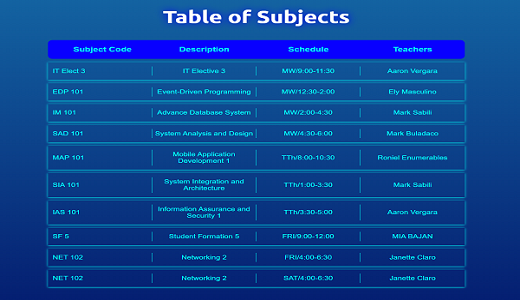 Table of Subjects
Subject Code Description Schedule Teachers
IT Elect 3 IT Elective 3 MW/9:00-11:30 Aaron Vergara
EDP 101 Event-Driven Programming MW/12:30-2:00 Ely Masculino
IM 101 Advance Database System MW/2:00-4:30 Mark Sabili
SAD 101 System Analysis and Design MW/4:30-6:00 Mark Buladaco
MAP 101 Mobile Application Development 1 TTh/8:00-10:30 Roniel Enumerables
SIA 101 System Integration and Architecture TTh/1:00-3:30 Mark Sabili
IAS 101 Information Assurance and Security 1 TTh/3:30-5:00 Aaron Vergara
SF 5 Student Formation 5 FRI/9:00-12:00 MIA BAJAN
NET 102 Networking 2 FRI/4:00-6:30 Janette Claro
NET 102 Networking 2 SAT/4:00-6:30 Janette Claro